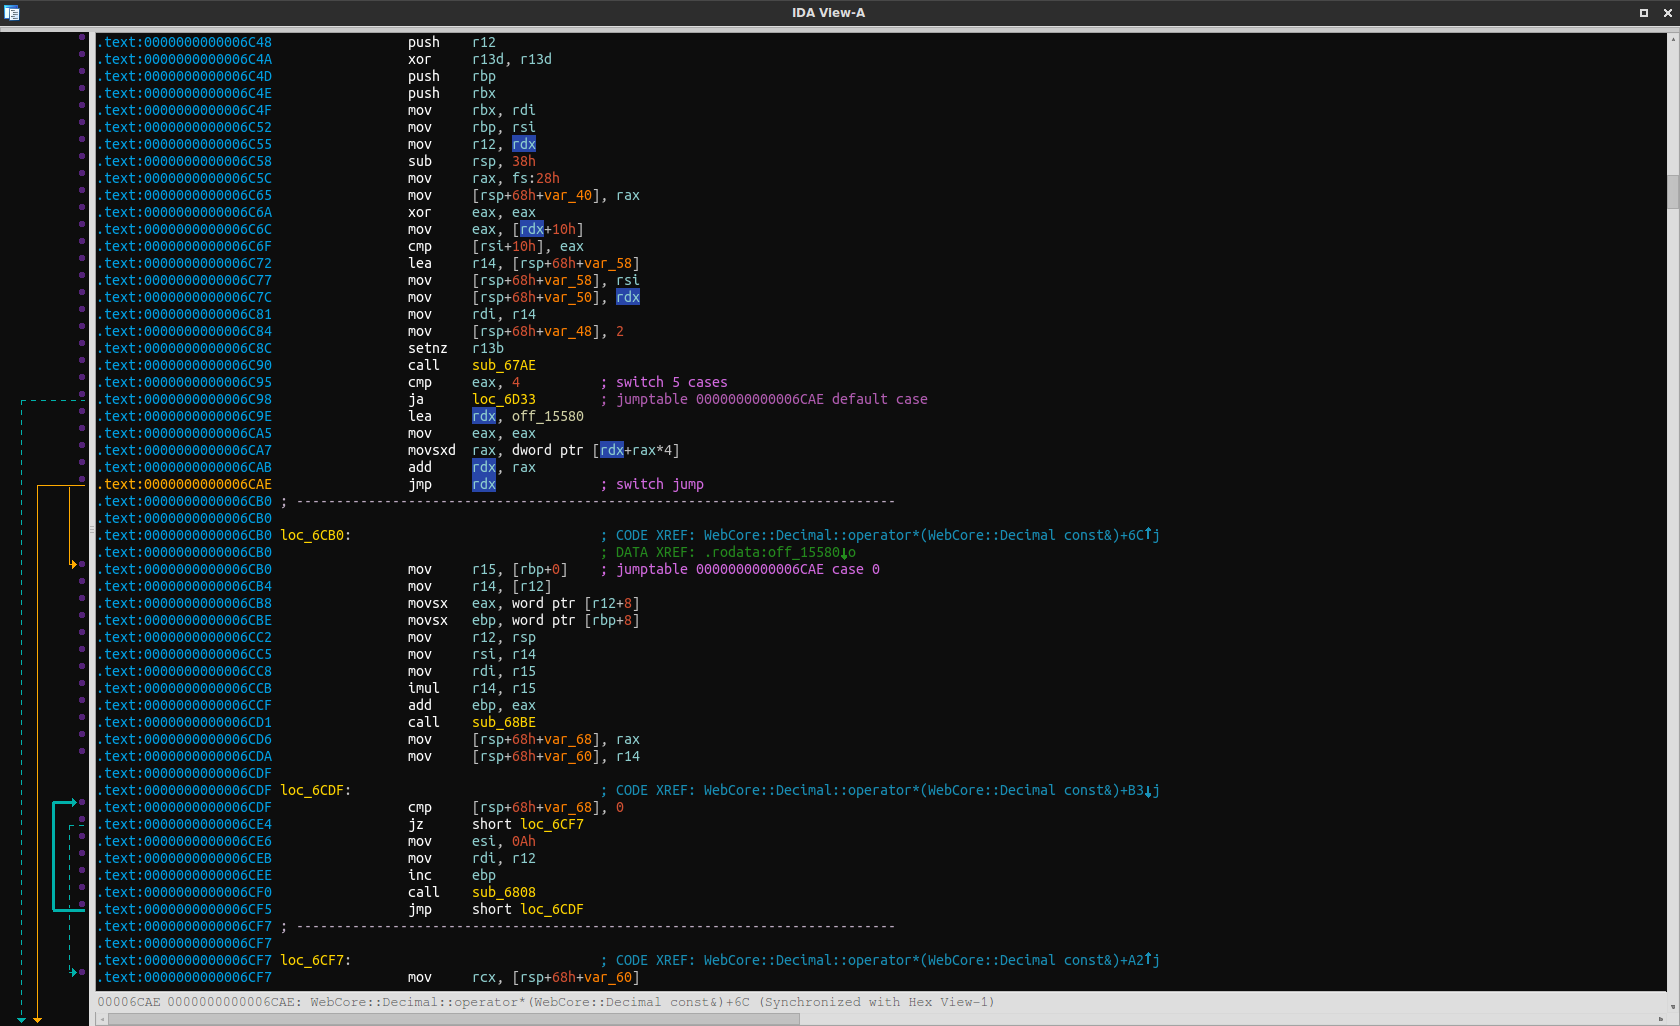 IDA View-A
.text:0000000000006C48 push r12
.text:0000000000006C4A xor r13d, r13d
.text:0000000000006C4D push rbp
.text:0000000000006C4E push rbx
.text:0000000000006C4F mov rbx, rdi
.text:0000000000006C52 mov rbp, rsi
.text:0000000000006C55 mov r12, rdx
.text:0000000000006C58 sub rsp, 38h
.text:0000000000006C5C mov rax, fs:28h
.text:0000000000006C65 mov [rsp+68h+var_40], rax
.text:0000000000006C6A xor eax, eax
.text:0000000000006C6C mov eax, [rdx+10h]
.text:0000000000006C6F cmp [rsi+10h], eax
.text:0000000000006C72 lea r14, [rsp+68h+var_58]
.text:0000000000006C77 mov [rsp+68h+var_58], rsi
.text:0000000000006C7C mov [rsp+68h+var_50], rdx
.text:0000000000006C81 mov rdi, r14
.text:0000000000006C84 mov [rsp+68h+var_48], 2
.text:0000000000006C8C setnz r13b
.text:0000000000006C90 call sub_67AE
.text:0000000000006C95 cmp eax, 4 ; switch 5 cases
.text:0000000000006C98 ja loc_6D33 ; jumptable 0000000000006CAE default case
.text:0000000000006C9E lea rdx, off_15580
.text:0000000000006CA5 mov eax, eax
.text:0000000000006CA7 movsxd rax, dword ptr [rdx+rax*4]
.text:0000000000006CAB add rdx, rax
.text:0000000000006CAE jmp rdx ; switch jump
.text:0000000000006CB0 ; ---------------------------------------------------------------------------
.text:0000000000006CB0
.text:0000000000006CB0 loc_6CB0: ; CODE XREF: WebCore::Decimal::operator*(WebCore::Decimal const&)+6C↑j
.text:0000000000006CB0 ; DATA XREF: .rodata:off_15580↓o
.text:0000000000006CB0 mov r15, [rbp+0] ; jumptable 0000000000006CAE case 0
.text:0000000000006CB4 mov r14, [r12]
.text:0000000000006CB8 movsx eax, word ptr [r12+8]
.text:0000000000006CBE movsx ebp, word ptr [rbp+8]
.text:0000000000006CC2 mov r12, rsp
.text:0000000000006CC5 mov rsi, r14
.text:0000000000006CC8 mov rdi, r15
.text:0000000000006CCB imul r14, r15
.text:0000000000006CCF add ebp, eax
.text:0000000000006CD1 call sub_68BE
.text:0000000000006CD6 mov [rsp+68h+var_68], rax
.text:0000000000006CDA mov [rsp+68h+var_60], r14
.text:0000000000006CDF
.text:0000000000006CDF loc_6CDF: ; CODE XREF: WebCore::Decimal::operator*(WebCore::Decimal const&)+B3↓j
.text:0000000000006CDF cmp [rsp+68h+var_68], 0
.text:0000000000006CE4 jz short loc_6CF7
.text:0000000000006CE6 mov esi, 0Ah
.text:0000000000006CEB mov rdi, r12
.text:0000000000006CEE inc ebp
.text:0000000000006CF0 call sub_6808
.text:0000000000006CF5 jmp short loc_6CDF
.text:0000000000006CF7 ; ---------------------------------------------------------------------------
.text:0000000000006CF7
.text:0000000000006CF7 loc_6CF7: ; CODE XREF: WebCore::Decimal::operator*(WebCore::Decimal const&)+A2↑j
.text:0000000000006CF7 mov rcx, [rsp+68h+var_60]
00006CAE 0000000000006CAE: WebCore::Decimal::operator*(WebCore::Decimal const&)+6C (Synchronized with Hex View-1)